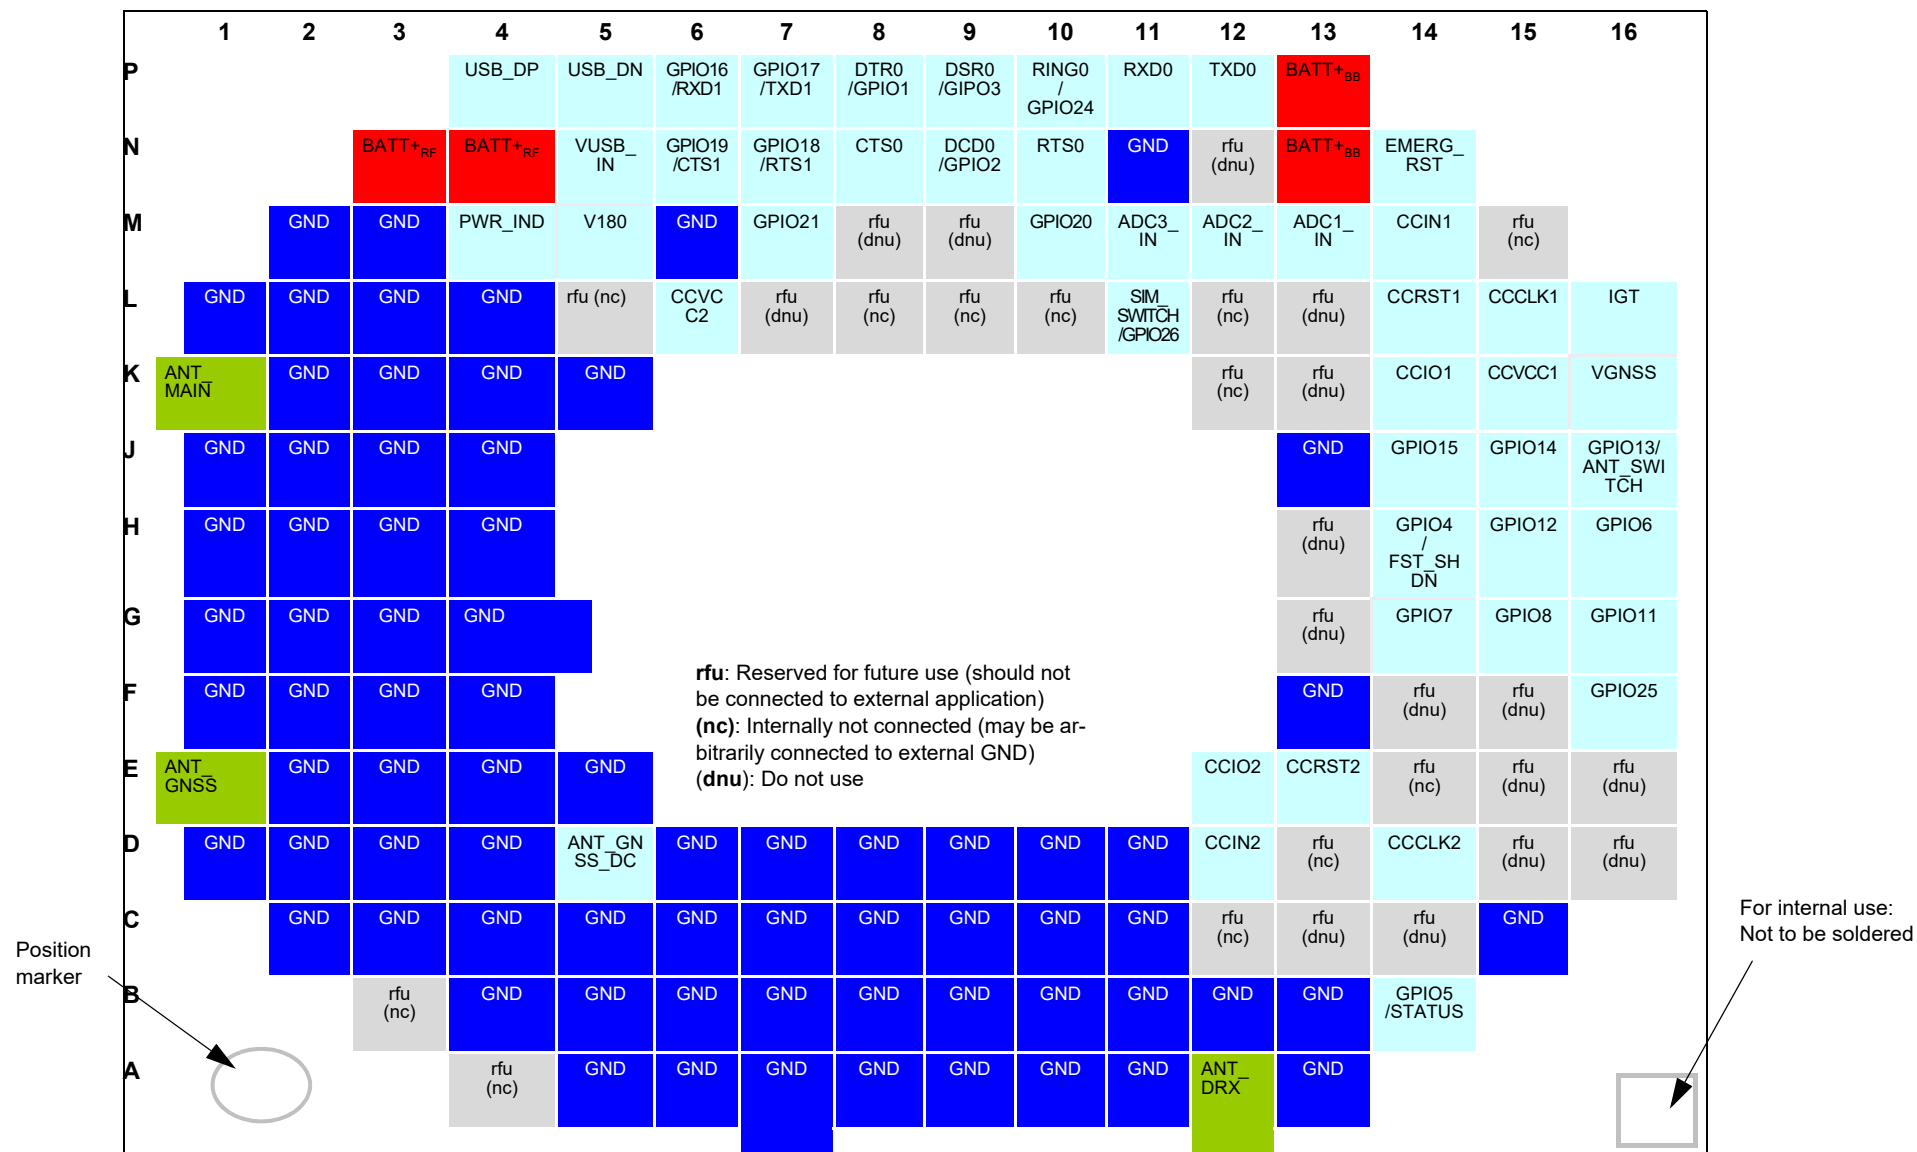 1 2 3 4 5 6 7 8 9 10 11 12 13 14 15 16
P USB_DP USB_DN GPIO16 /RXD1 GPIO17 /TXD1 DTR0 /GPIO1 DSR0 /GIPO3 RING0 / GPIO24 RXD0 TXD0 BATT+BB
N BATT+RF BATT+RF VUSB_ IN GPIO19 /CTS1 GPIO18 /RTS1 CTS0 DCD0 /GPIO2 RTS0 GND rfu (dnu) BATT+BB EMERG_ RST
M GND GND PWR_IND V180 GND GPIO21 rfu (dnu) rfu (dnu) GPIO20 ADC3_ IN ADC2_ IN ADC1_ IN CCIN1 rfu (nc)
L GND GND GND GND rfu (nc) CCVC C2 rfu (dnu) rfu (nc) rfu (nc) rfu (nc) SIM_ SWITCH /GPIO26 rfu (nc) rfu (dnu) CCRST1 CCCLK1 IGT
K ANT_ MAIN GND GND GND GND rfu (nc) rfu (dnu) CCIO1 CCVCC1 VGNSS
J GND GND GND GND GND GPIO15 GPIO14 GPIO13/ ANT_SWI TCH
H GND GND GND GND rfu (dnu) GPIO4 / FST_SH DN GPIO12 GPIO6
G GND GND GND GND rfu (dnu) GPIO7 GPIO8 GPIO11
rfu: Reserved for future use (should not
be connected to external application)
(nc): Internally not connected (may be ar-
bitrarily connected to external GND)
(dnu): Do not use
F GND GND GND GND GND rfu (dnu) rfu (dnu) GPIO25
E ANT_ GNSS GND GND GND GND CCIO2 CCRST2 rfu (nc) rfu (dnu) rfu (dnu)
D GND GND GND GND ANT_GN SS_DC GND GND GND GND GND GND CCIN2 rfu (nc) CCCLK2 rfu (dnu) rfu (dnu)
C GND GND GND GND GND GND GND GND GND GND rfu (nc) rfu (dnu) rfu (dnu) GND
B rfu (nc) GND GND GND GND GND GND GND GND GND GND GPIO5 /STATUS
A rfu (nc) GND GND GND GND GND GND GND ANT_ DRX GND
Position
marker
For internal use:
Not to be soldered